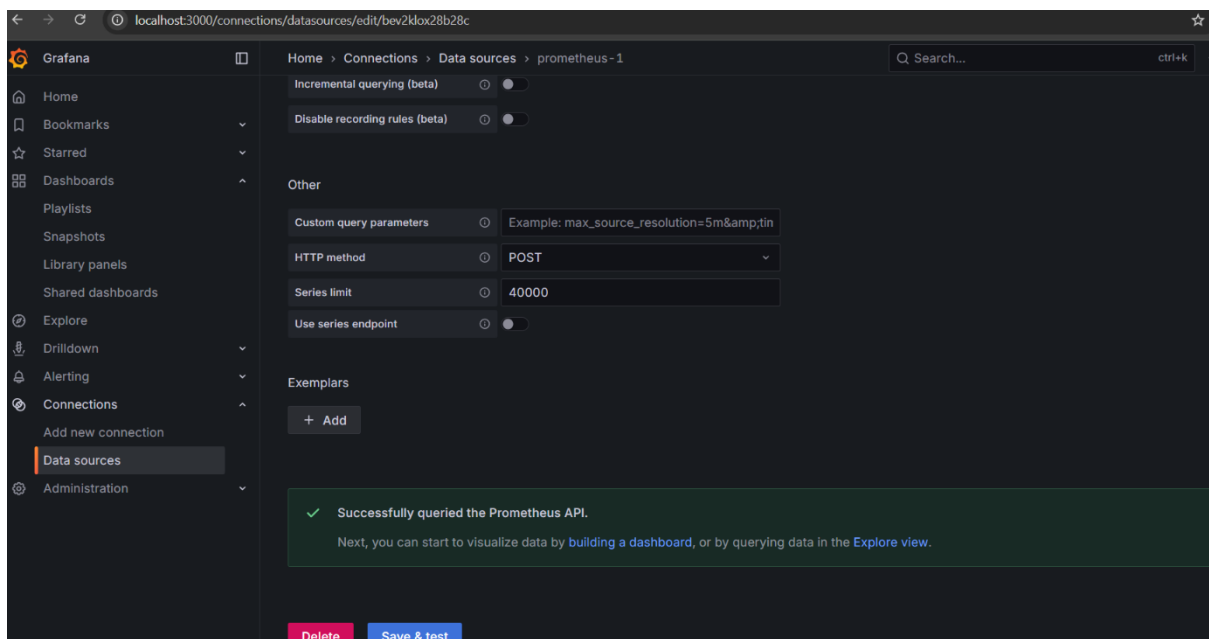 localhost:3000/connections/datasources/edit/bev2klox28b28c
Grafana
Home > Connections > Data sources > prometheus-1
Search...
ctrl+k
Home
Bookmarks
Starred
Dashboards
Playlists
Snapshots
Library panels
Shared dashboards
Explore
Drilldown
Alerting
Connections
Add new connection
Data sources
Administration
Incremental querying (beta)
Disable recording rules (beta)
Other
Custom query parameters
Example: max_source_resolution=5m&amp;tin
HTTP method
POST
Series limit
40000
Use series endpoint
Exemplars
+ Add
Successfully queried the Prometheus API.
Next, you can start to visualize data by building a dashboard, or by querying data in the Explore view.
Delete
Save & test